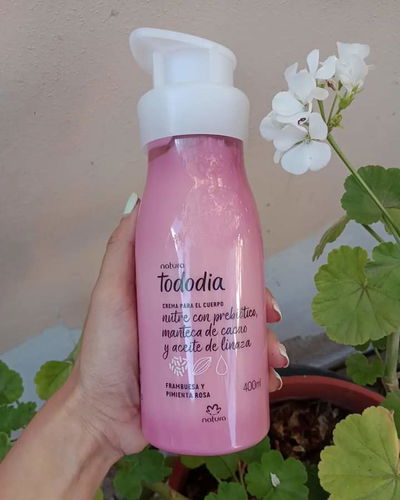 natura
Tododia
CREMA PARA EL CUERPO
nutre con prebiótico,
manteca de cacao
y aceite de linaza
FRAMBUESA Y
PIMIENTA ROSA
400ml
natura